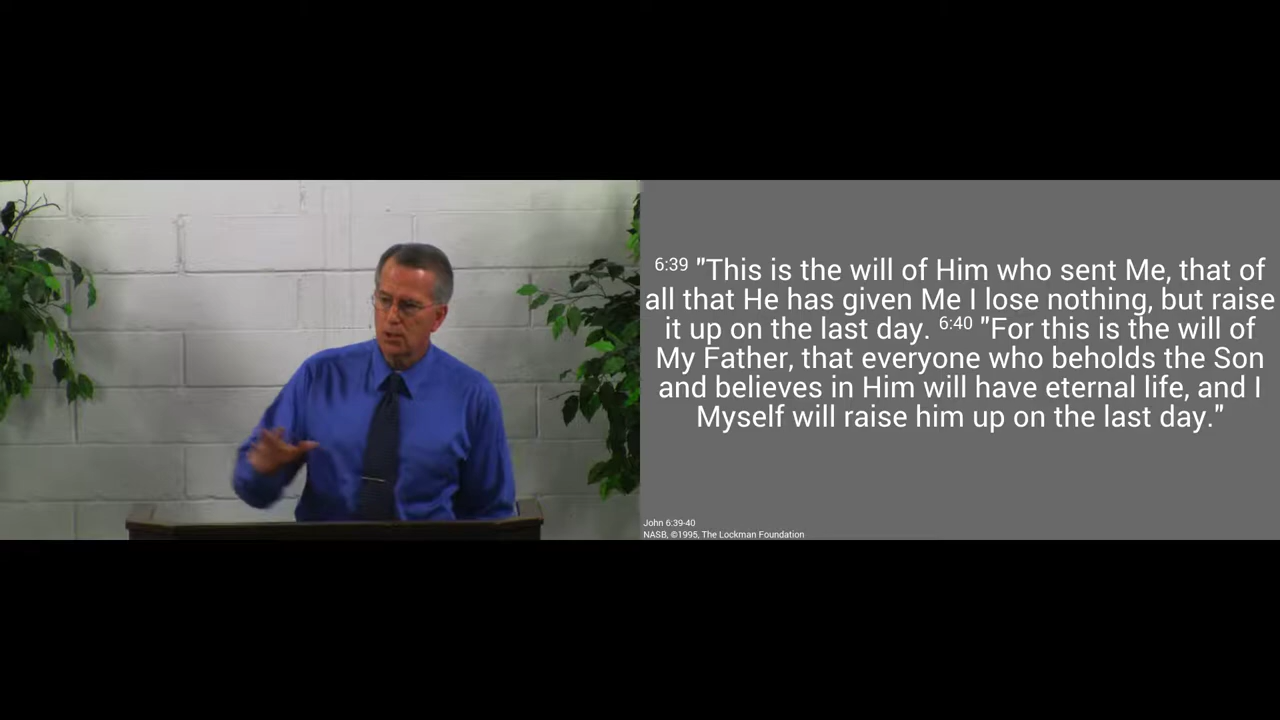 6:39 "This is the will of Him who sent Me, that of
all that He has given Me I lose nothing, but raise
it up on the last day. 6:40 "For this is the will of
My Father, that everyone who beholds the Son
and believes in Him will have eternal life, and I
Myself will raise him up on the last day."
John 6:39-40
NASB, ©1995, The Lockman Foundation